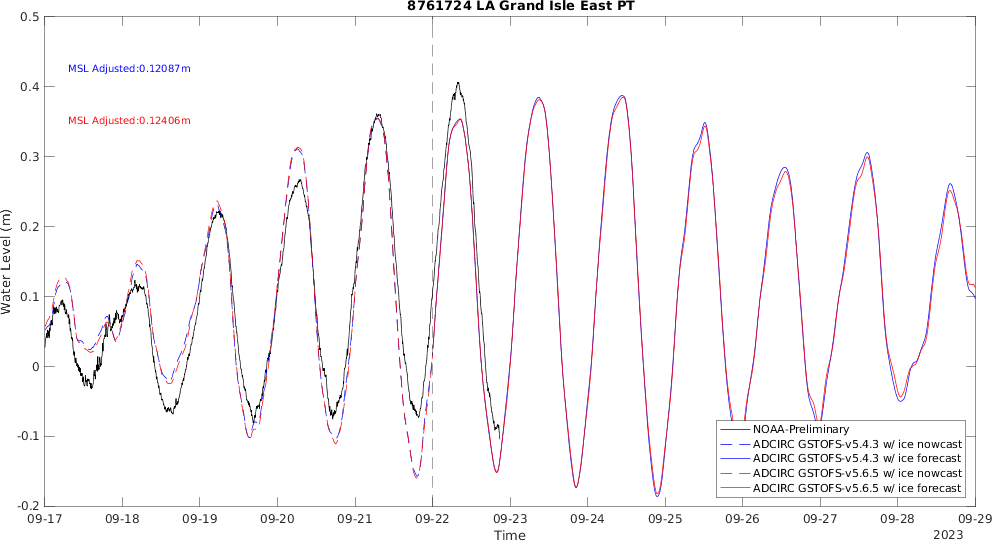 8761724 LA Grand Isle East PT
0.5
MSL Adjusted:0.12087m
0.4
MSL Adjusted:0.12406m
0.3
0.2
Water Level (m)
0.1
0
-0.1
-0.2
NOAA-Preliminary
ADCIRC GSTOFS-v5.4.3 w/ ice nowcast
ADCIRC GSTOFS-v5.4.3 w/ ice forecast
ADCIRC GSTOFS-v5.6.5 w/ ice nowcast
ADCIRC GSTOFS-v5.6.5 w/ ice forecast
09-17 09-18 09-19 09-20 09-21 09-22 09-23 09-24 09-25 09-26 09-27 09-28 09-29
Time
2023